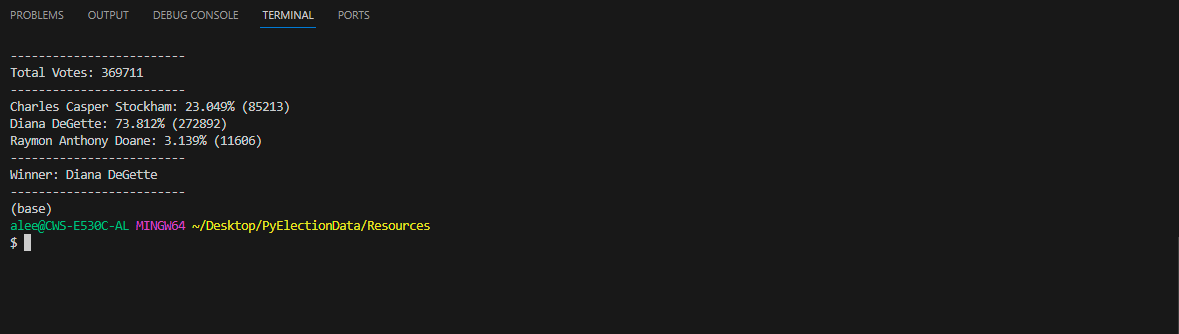 PROBLEMS OUTPUT DEBUG CONSOLE TERMINAL PORTS
-------------------------
Total Votes: 369711
-------------------------
Charles Casper Stockham: 23.049% (85213)
Diana DeGette: 73.812% (272892)
Raymon Anthony Doane: 3.139% (11606)
-------------------------
Winner: Diana DeGette
-------------------------
(base)
alee@CWS-E530C-AL MINGW64 ~/Desktop/PyElectionData/Resources
$